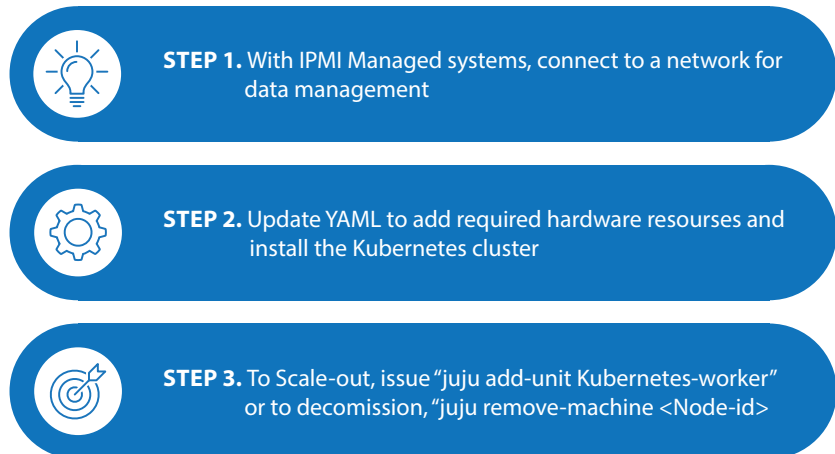 STEP 1. With IPMI Managed systems, connect to a network for
data management
STEP 2. Update YAML to add required hardware resourses and
install the Kubernetes cluster
STEP 3. To Scale-out, issue “juju add-unit Kubernetes-worker”
or to decomission, “juju remove-machine <Node-id>